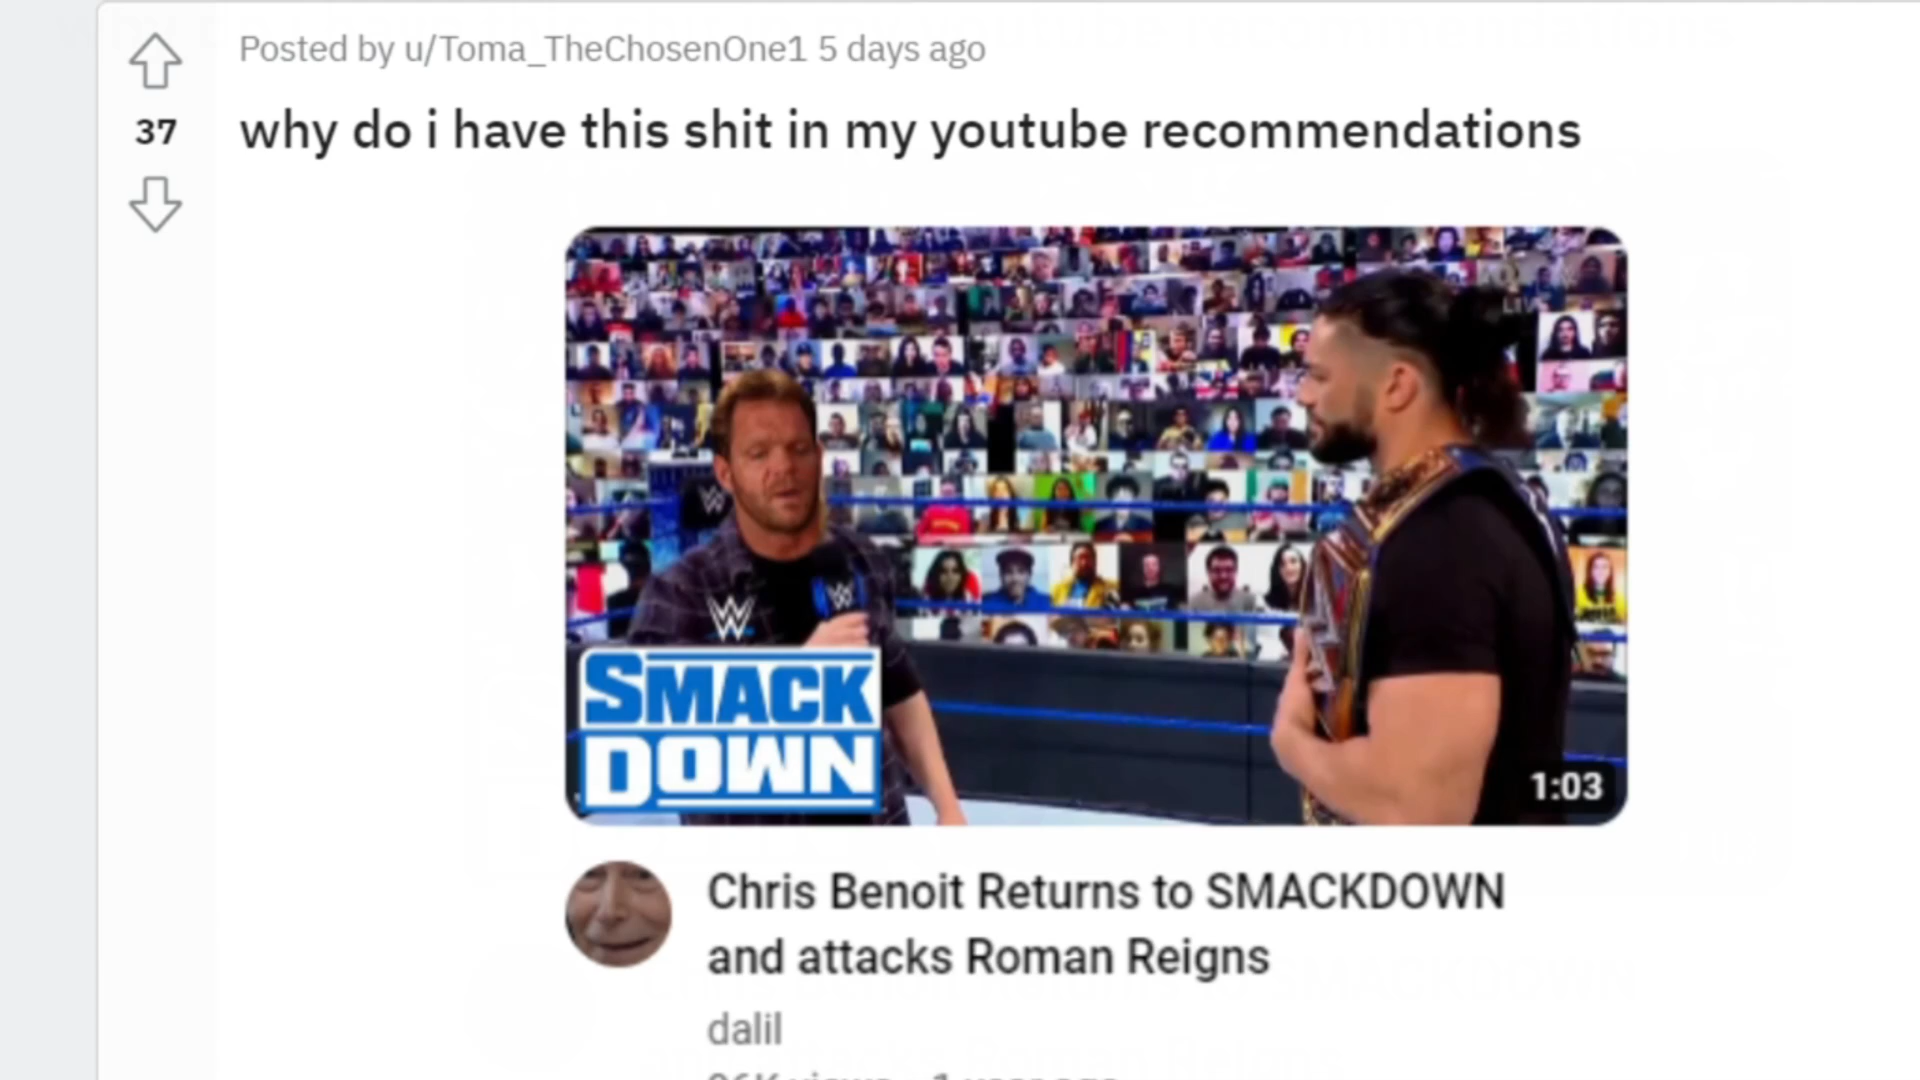 Posted by u/Toma_TheChosenOne1 5 days ago
37
why do i have this shit in my youtube recommendations
SMACK
DOWN
1:03
Chris Benoit Returns to SMACKDOWN
and attacks Roman Reigns
dalil